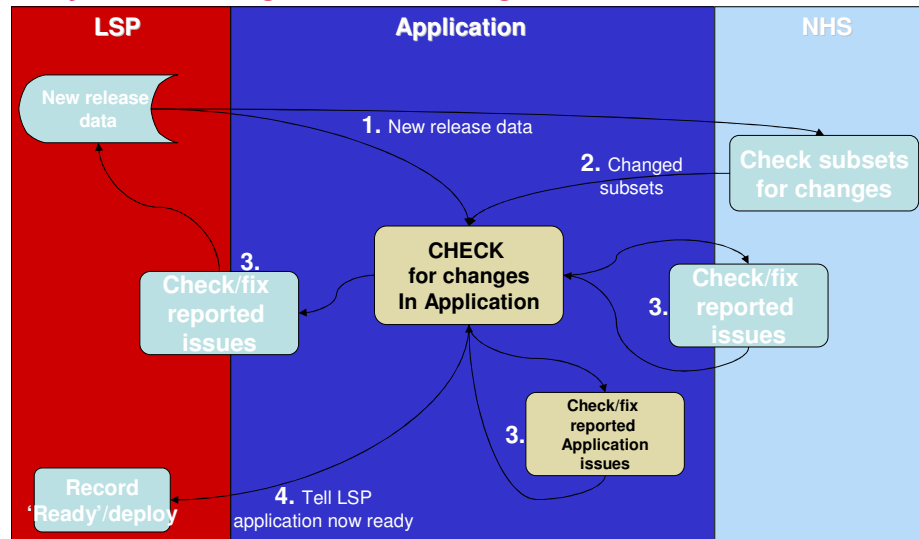 LSP
Application
NHS
New release
data
1. New release data
2. Changed
subsets
Check subsets
for changes
CHECK
for changes
In Application
3.
Check/fix
reported
issues
3.
Check/fix
reported
issues
3.
Check/fix
reported
Application
issues
Record
'Ready'/deploy
4. Tell LSP
application now ready